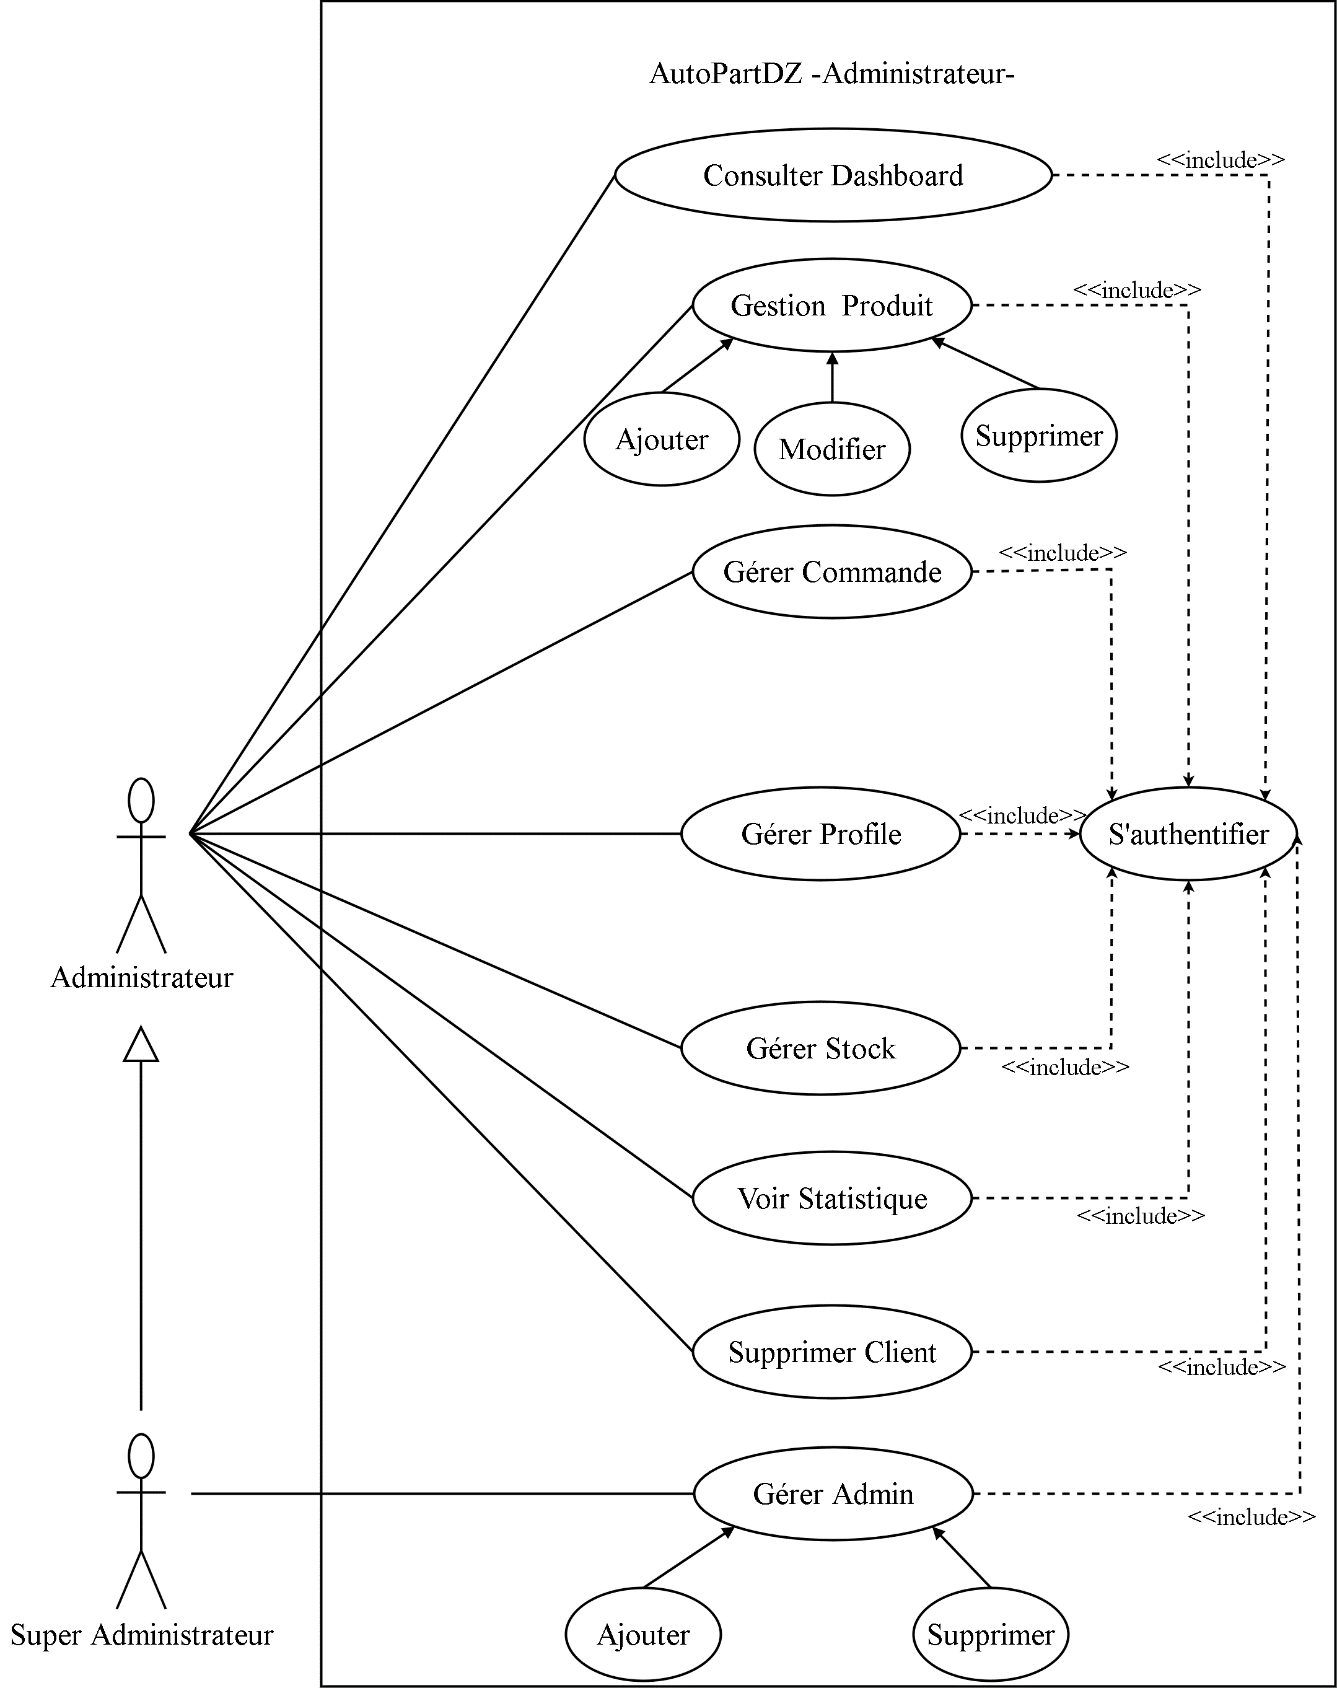 AutoPartDZ -Administrateur-
Consulter Dashboard
<<include>>
Gestion Produit
<<include>>
Ajouter
Modifier
Supprimer
Gérer Commande
<<include>>
Gérer Profile
<<include>>
S'authentifier
Administrateur
Gérer Stock
<<include>>
Voir Statistique
<<include>>
Supprimer Client
<<include>>
Gérer Admin
<<include>>
Super Administrateur
Ajouter
Supprimer